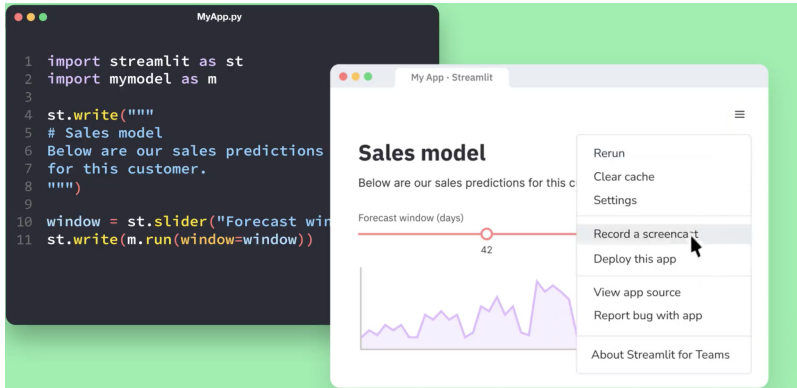 MyApp.py
1 import streamlit as st
2 import mymodel as m
3
4 st.write("""
5 # Sales model
6 Below are our sales predictions
7 for this customer.
8 """)
9
10 window = st.slider("Forecast win
11 st.write(m.run(window=window))
My App · Streamlit
Sales model
Below are our sales predictions for this c
Forecast window (days)
42
Rerun
Clear cache
Settings
Record a screencast
Deploy this app
View app source
Report bug with app
About Streamlit for Teams